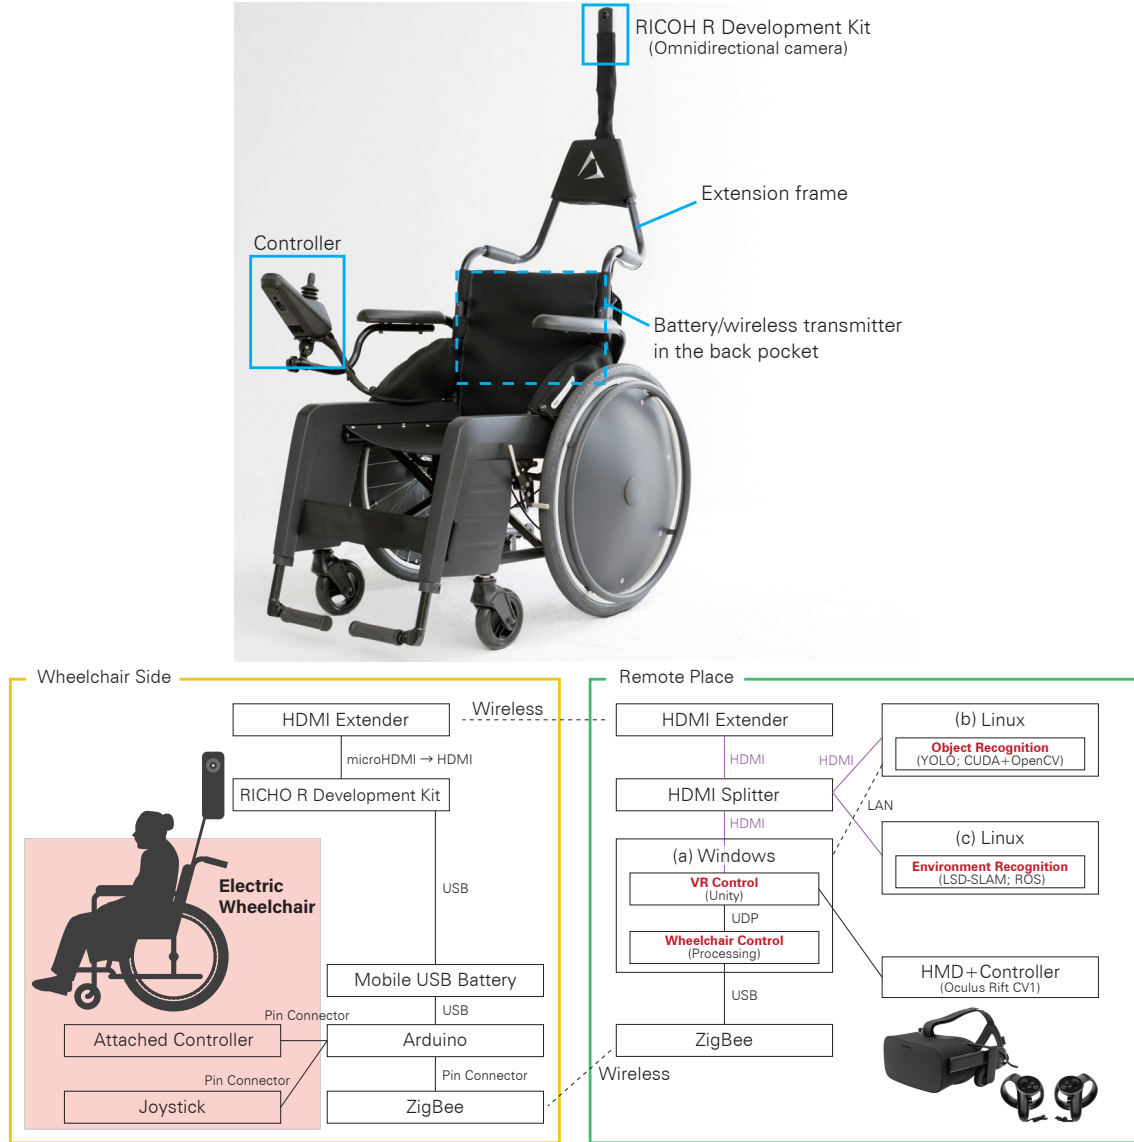 RICOH R Development Kit
(Omnidirectional camera)
Extension frame
Controller
Battery/wireless transmitter
in the back pocket
Wheelchair Side
HDMI Extender
microHDMI → HDMI
RICHO R Development Kit
USB
Electric
Wheelchair
Mobile USB Battery
USB
Pin Connector
Attached Controller
Arduino
Pin Connector
Pin Connector
Joystick
ZigBee
Wireless
Wireless
Remote Place
HDMI Extender
HDMI
HDMI Splitter
HDMI
HDMI
(b) Linux
Object Recognition
(YOLO; CUDA+OpenCV)
LAN
(c) Linux
Environment Recognition
(LSD-SLAM; ROS)
(a) Windows
VR Control
(Unity)
UDP
Wheelchair Control
(Processing)
USB
ZigBee
HMD+Controller
(Oculus Rift CV1)